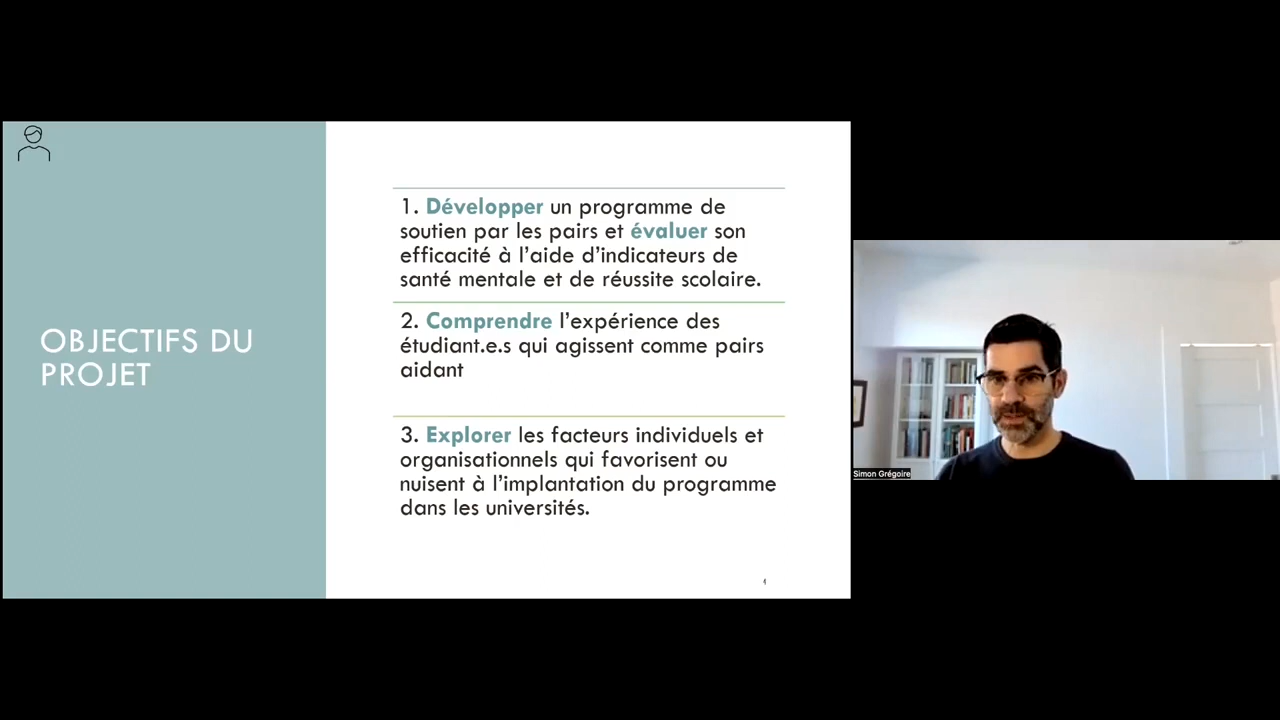 OBJECTIFS DU
PROJET
1. Développer un programme de
soutien par les pairs et évaluer son
efficacité à l’aide d’indicateurs de
santé mentale et de réussite scolaire.
2. Comprendre l’expérience des
étudiant.e.s qui agissent comme pairs
aidant
3. Explorer les facteurs individuels et
organisationnels qui favorisent ou
nuisent à l’implantation du programme
dans les universités.
Simon Grégoire